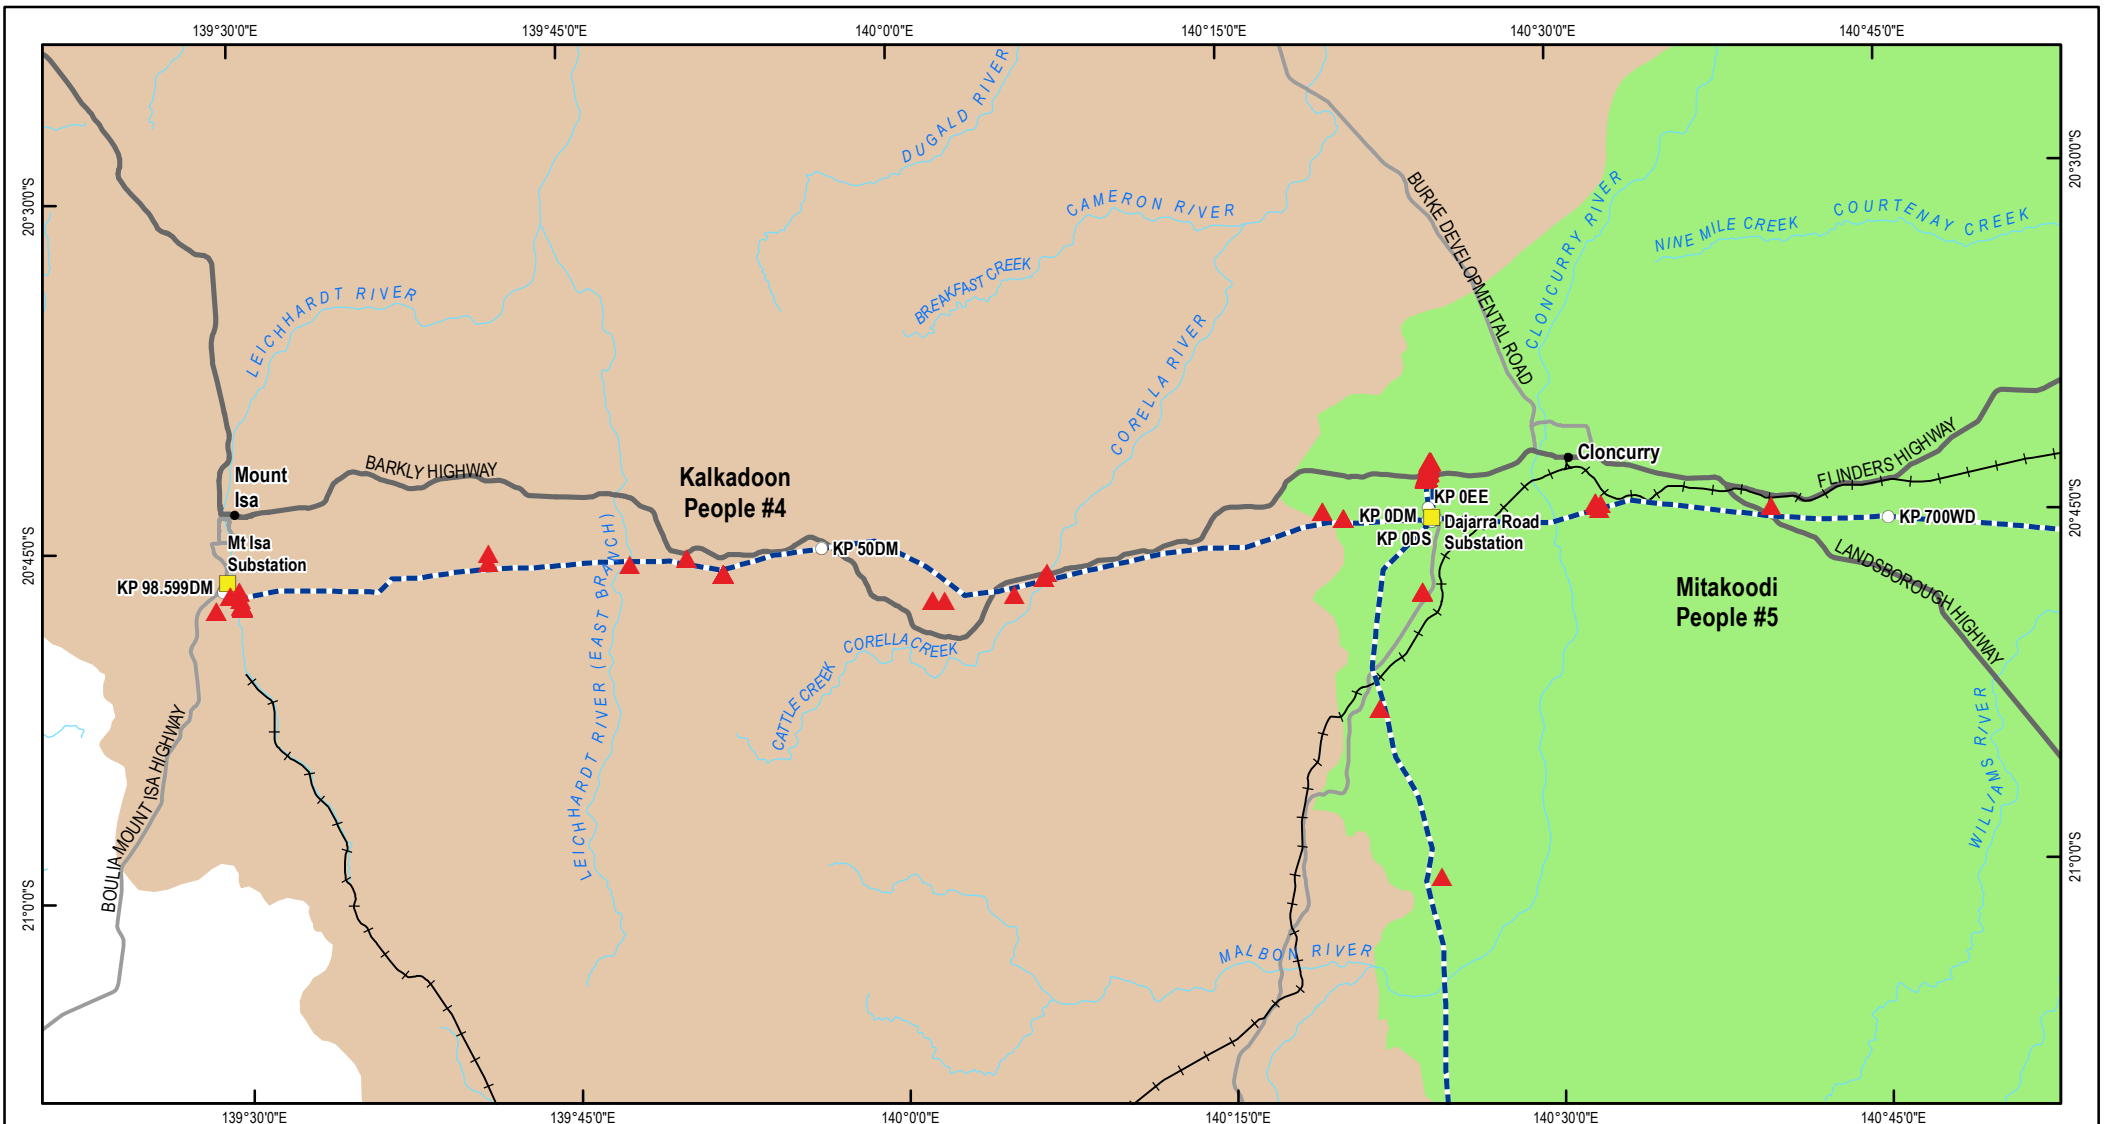 139°30'0"E
139°45'0"E
140°0'0"E
140°15'0"E
140°30'0"E
140°45'0"E
20°30'0"S
20°30'0"S
DUGALD RIVER
CAMERON RIVER
BREAKFAST CREEK
BURKE DEVELOPMENTAL ROAD
CLONCURRY RIVER
NINE MILE CREEK
COURTENAY CREEK
LEICHHARDT RIVER
CORELLA RIVER
BARKLY HIGHWAY
Mount
Isa
Kalkadoon
People #4
Cloncurry
FLINDERS HIGHWAY
KP 0EE
KP 0DM
KP 0DS
Dajarra Road
Substation
KP 700WD
20°45'0"S
20°45'0"S
Mt Isa
Substation
KP 50DM
KP 98.599DM
LANDSBOROUGH HIGHWAY
Mitakoodi
People #5
CORELLA CREEK
CATTLE CREEK
LEICHHARDT RIVER (EAST BRANCH)
BOULIA MOUNT ISA HIGHWAY
WILLIAMS RIVER
21°0'0"S
21°0'0"S
MALBON RIVER
139°30'0"E
139°45'0"E
140°0'0"E
140°15'0"E
140°30'0"E
140°45'0"E